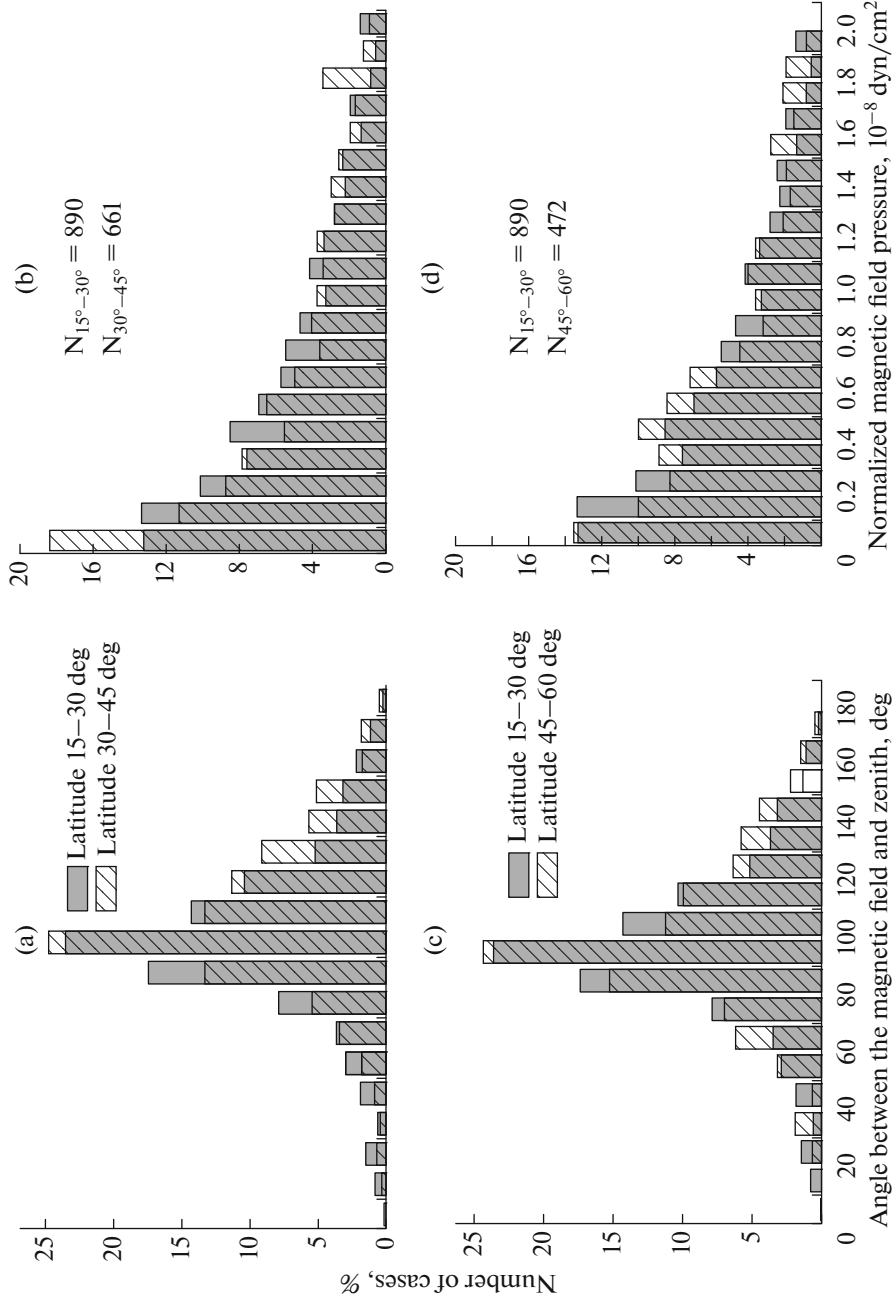 (a)
Latitude 15–30 deg
Latitude 30–45 deg
25
20
15
10
5
(b)
N15°–30° = 890
N30°–45° = 661
20
16
12
8
4
0
(c)
Latitude 15–30 deg
Latitude 45–60 deg
25
20
15
10
5
0
20
40
60
80
100
120
140
160
180
Angle between the magnetic field and zenith, deg
(d)
N15°–30° = 890
N45°–60° = 472
20
16
12
8
4
0
0.2
0.4
0.6
0.8
1.0
1.2
1.4
1.6
1.8
2.0
Normalized magnetic field pressure, 10⁻⁸ dyn/cm²
Number of cases, %